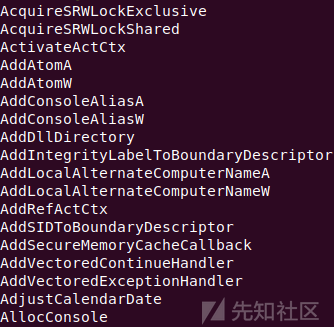 AcquireSRWLockExclusive
AcquireSRWLockShared
ActivateActCtx
AddAtomA
AddAtomW
AddConsoleAliasA
AddConsoleAliasW
AddDllDirectory
AddIntegrityLabelToBoundaryDescriptor
AddLocalAlternateComputerNameA
AddLocalAlternateComputerNameW
AddRefActCtx
AddSIDToBoundaryDescriptor
AddSecureMemoryCacheCallback
AddVectoredContinueHandler
AddVectoredExceptionHandler
AdjustCalendarDate
AllocConsole
先知社区